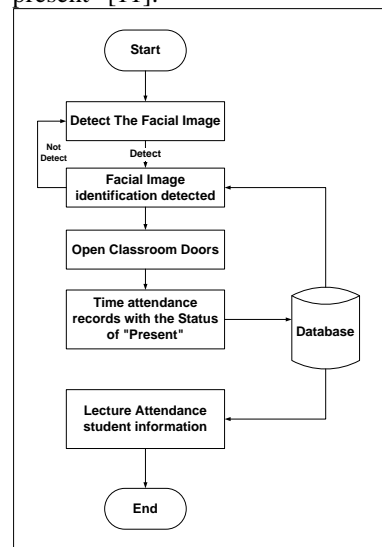 present" [11].
Start
Detect The Facial Image
Not
Detect
Detect
Facial Image
identification detected
Open Classroom Doors
Time attendance
records with the Status
of "Present"
Database
Lecture Attendance
student information
End